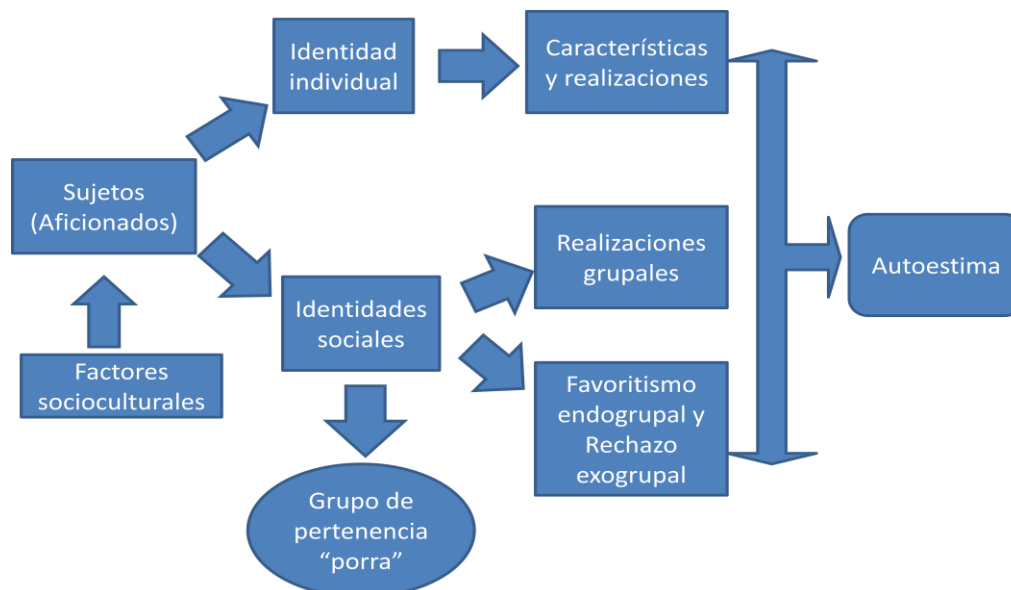 Identidad
individual
Características
y realizaciones
Sujetos
(Aficionados)
Realizaciones
grupales
Autoestima
Identidades
sociales
Factores
socioculturales
Favoritismo
endogrupal y
Rechazo
exogrupal
Grupo de
pertenencia
“porra”